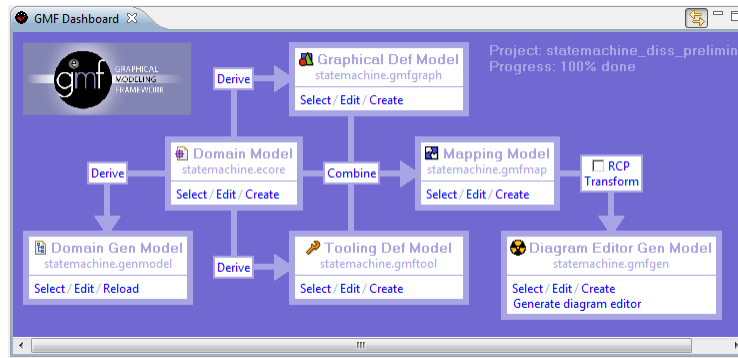 GMF Dashboard
gmf GRAPHICAL
MODELING
FRAMEWORK
Project: statemachine_diss_prelimin
Progress: 100% done
Derive
Graphical Def Model
statemachine.gmfgraph
Select / Edit / Create
Derive
Domain Model
statemachine.ecore
Select / Edit / Create
Combine
Mapping Model
statemachine.gmfmap
Select / Edit / Create
RCP
Transform
Domain Gen Model
statemachine.genmodel
Select / Edit / Reload
Derive
Tooling Def Model
statemachine.gmftool
Select / Edit / Create
Diagram Editor Gen Model
statemachine.gmfgen
Select / Edit / Create
Generate diagram editor